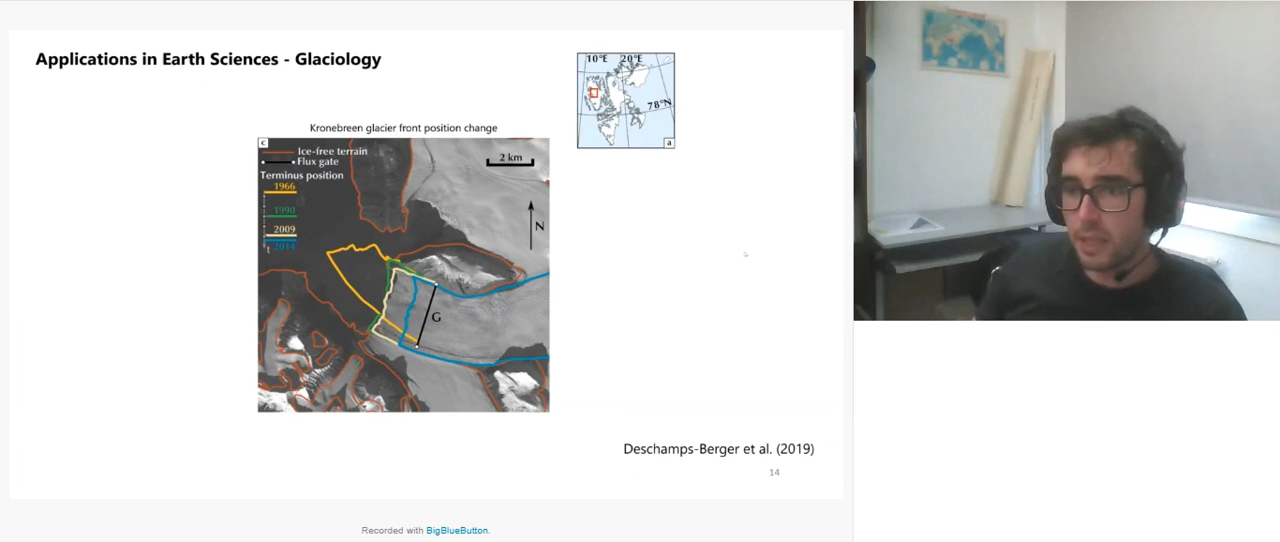 Applications in Earth Sciences - Glaciology
10°E 20°E
78°N
a
Kronebreen glacier front position change
c
Ice-free terrain
Flux gate
Terminus position
1966
1990
2009
2014
t
2 km
N
G
Deschamps-Berger et al. (2019)
14
Recorded with BigBlueButton.